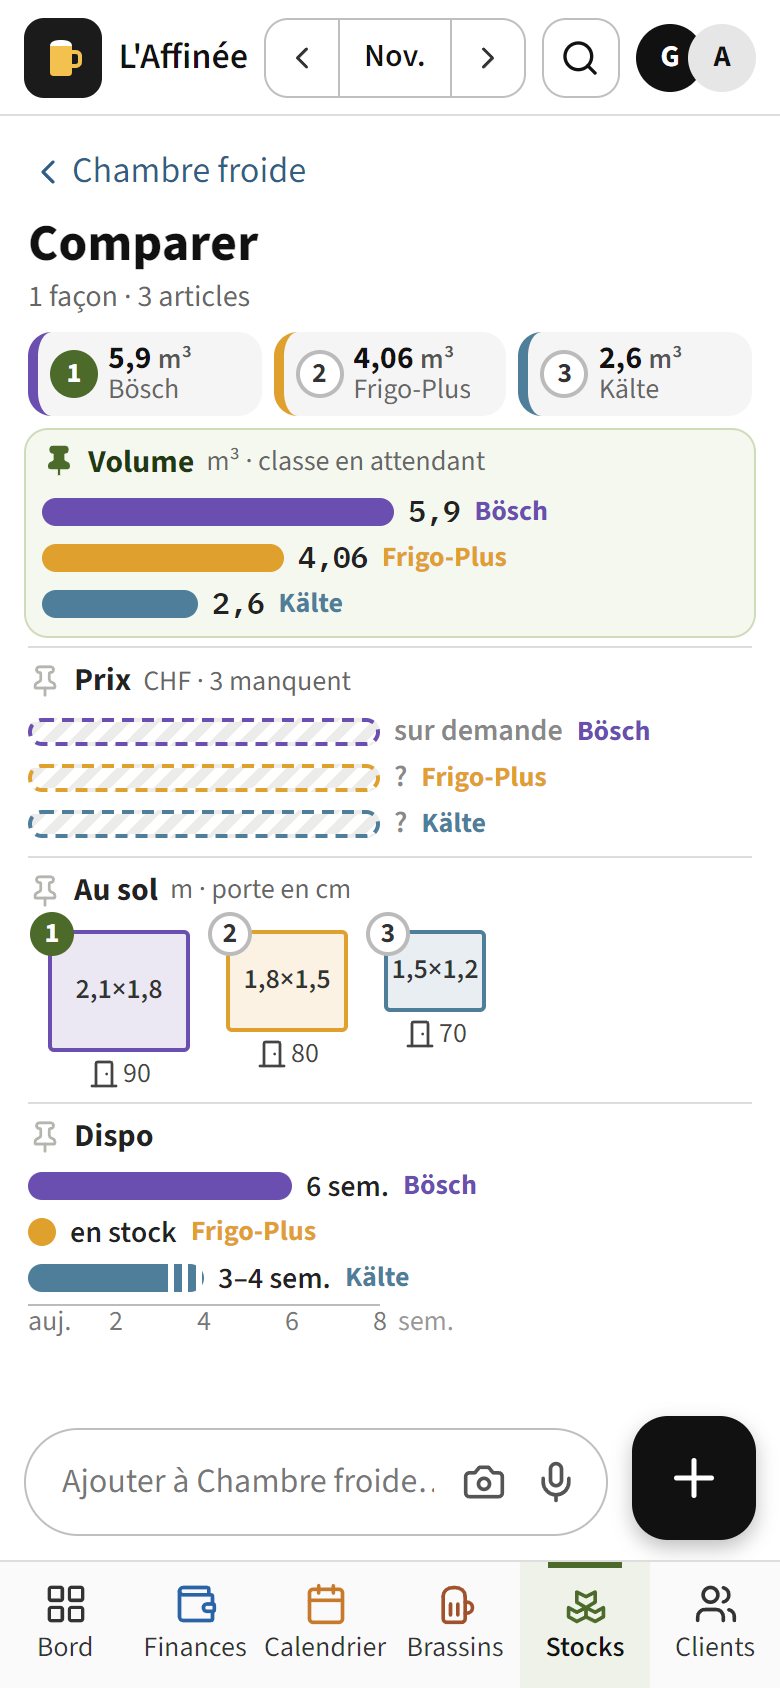 L'Affinée
Nov.
G
A
Chambre froide
Comparer
1 façon · 3 articles
1
5,9 m³
Bösch
2
4,06 m³
Frigo-Plus
3
2,6 m³
Kälte
Volume m³ · classe en attendant
5,9 Bösch
4,06 Frigo-Plus
2,6 Kälte
Prix CHF · 3 manquent
sur demande Bösch
? Frigo-Plus
? Kälte
Au sol m · porte en cm
1
2,1×1,8
90
2
1,8×1,5
80
3
1,5×1,2
70
Dispo
6 sem. Bösch
en stock Frigo-Plus
3–4 sem. Kälte
auj. 2 4 6 8 sem.
Ajouter à Chambre froide..
Bord
Finances
Calendrier
Brassins
Stocks
Clients